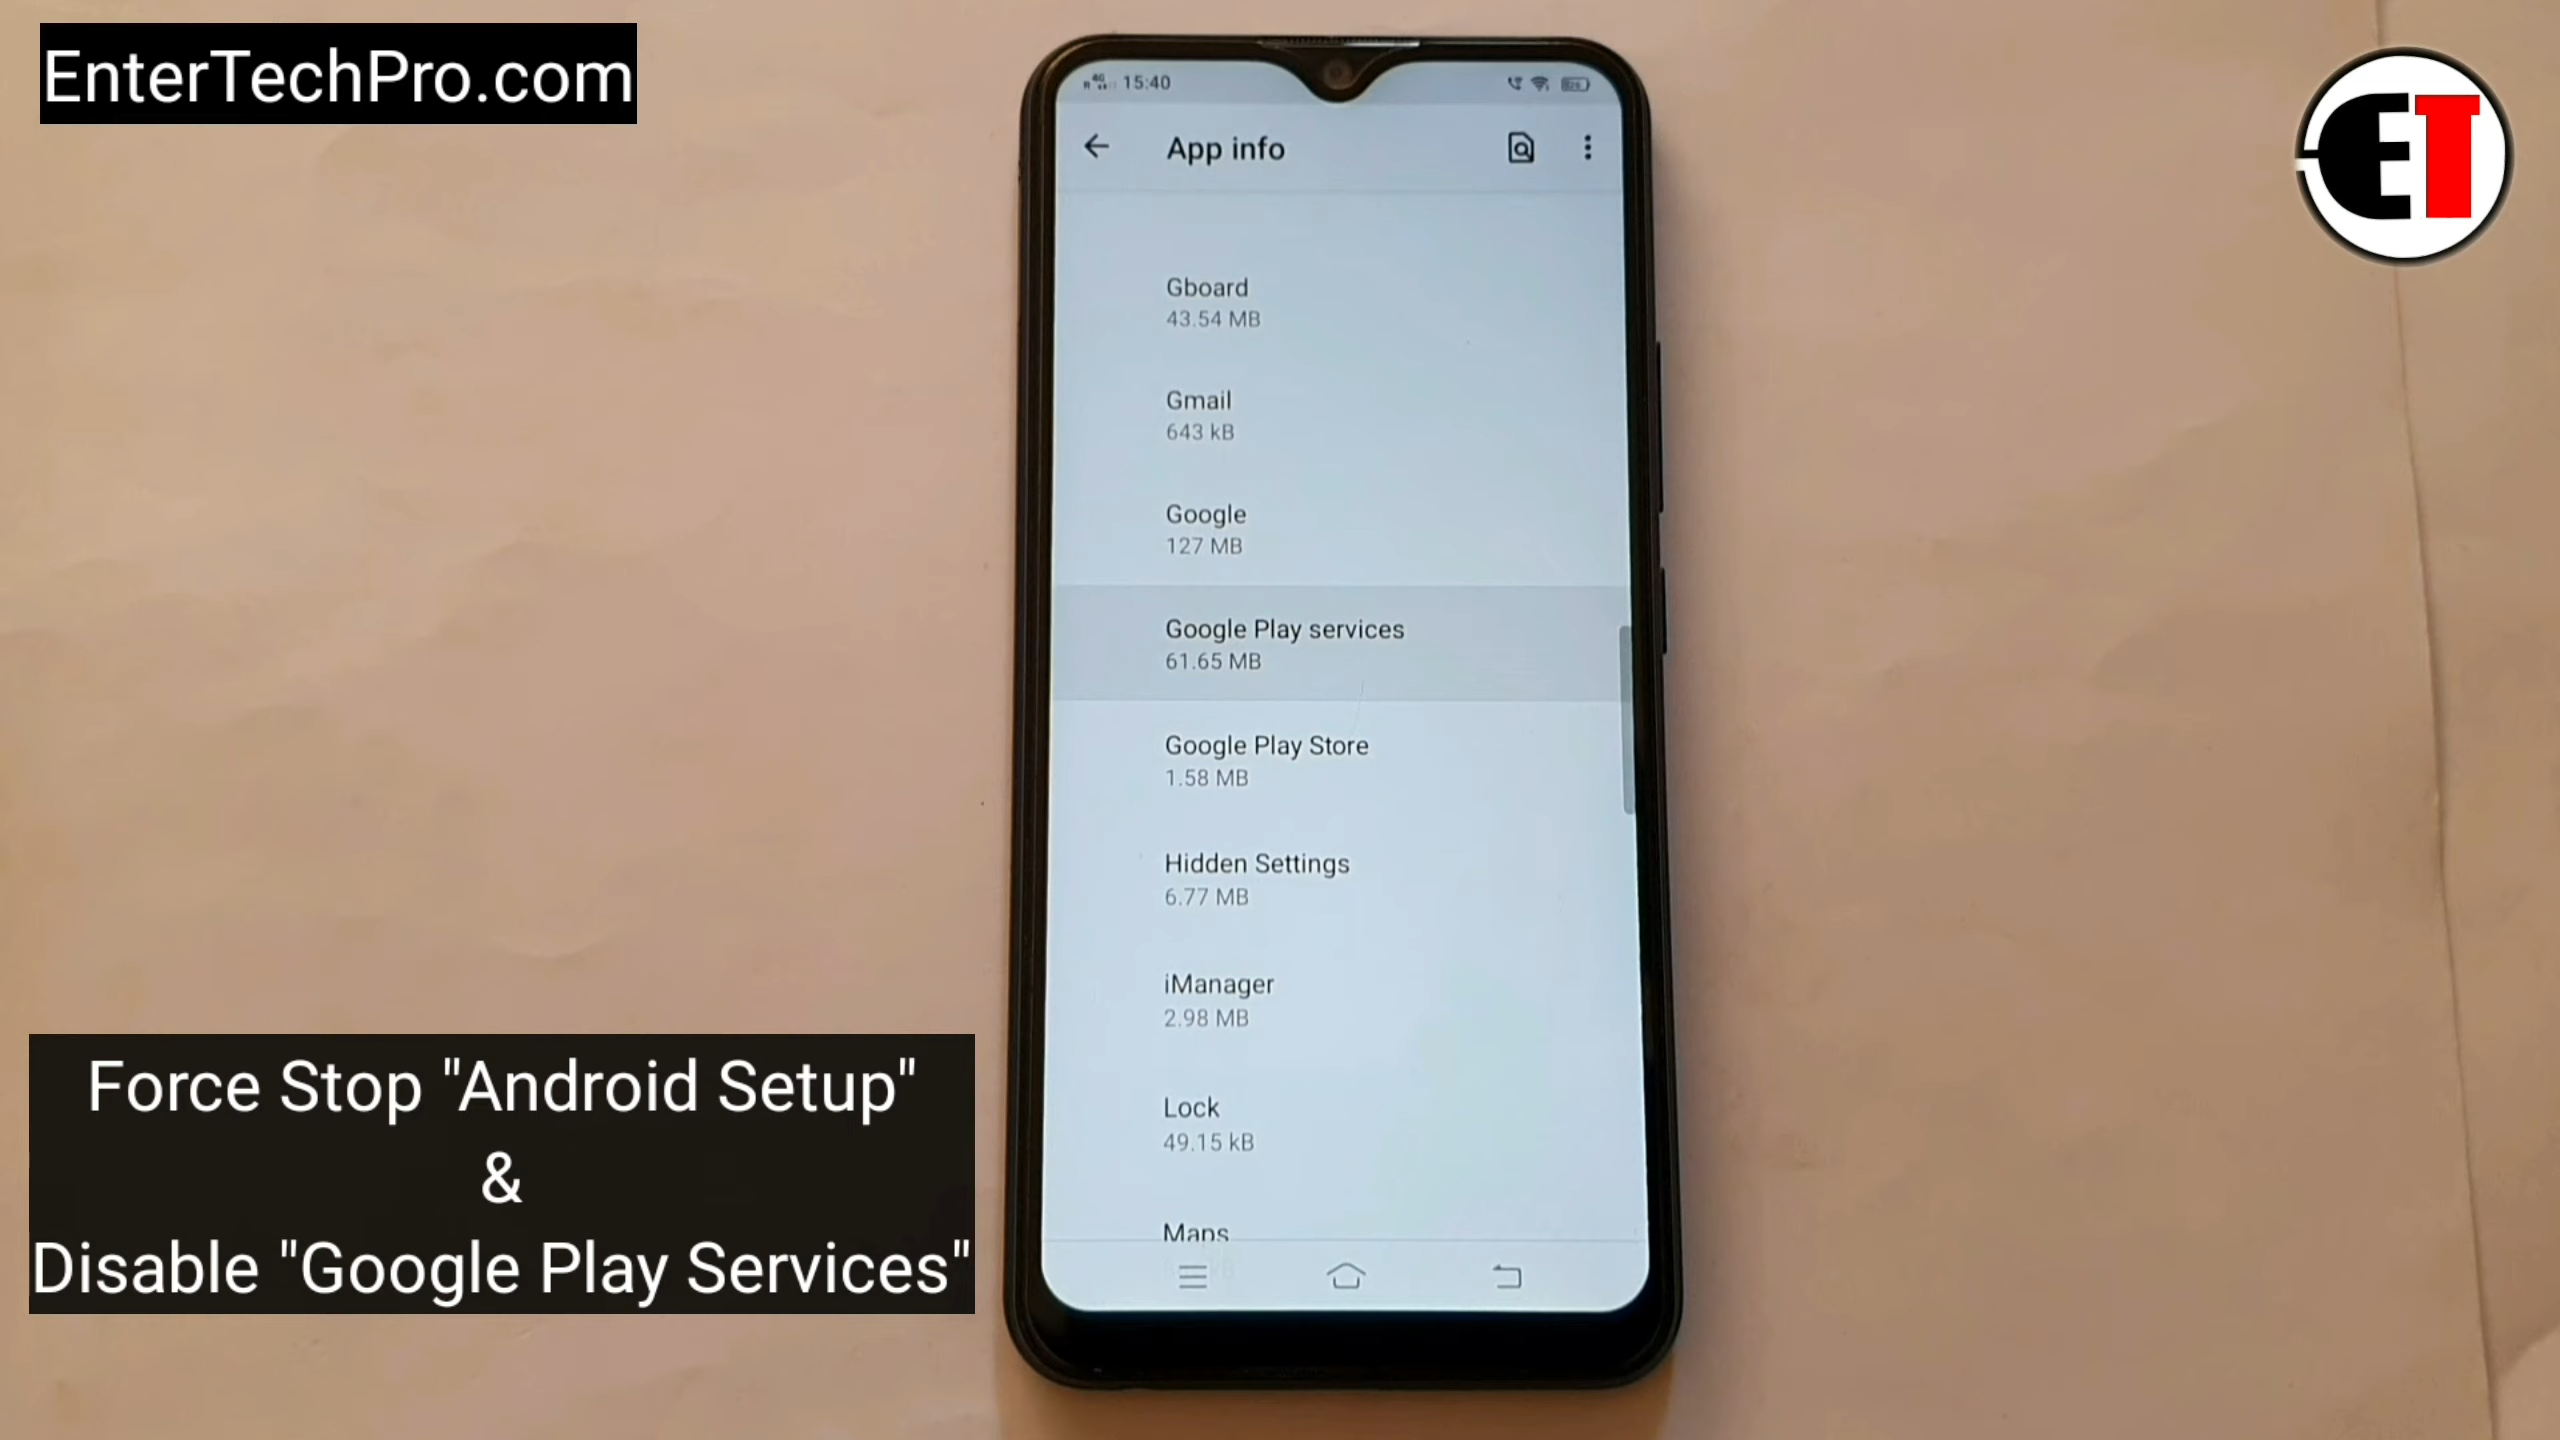 EnterTechPro.com
ET
15:40
App info
Gboard
43.54 MB
Gmail
643 kB
Google
127 MB
Google Play services
61.65 MB
Google Play Store
1.58 MB
Hidden Settings
6.77 MB
iManager
2.98 MB
Lock
49.15 kB
Maps
Force Stop "Android Setup"
&
Disable "Google Play Services"